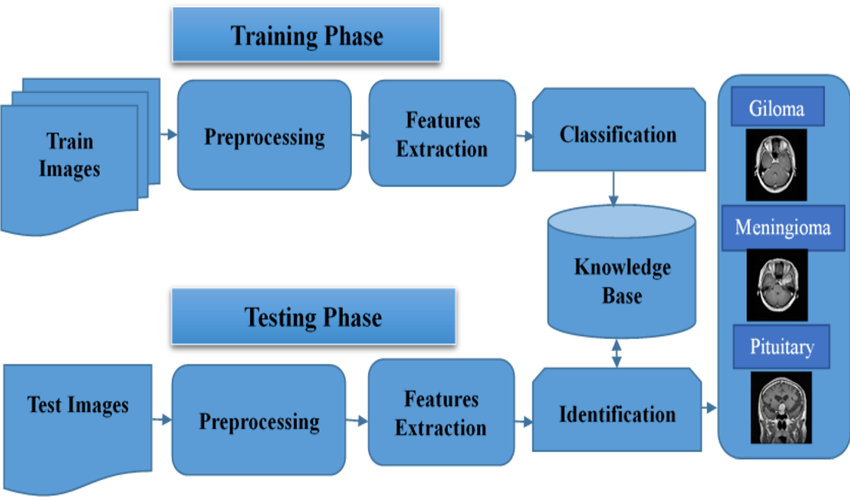 Training Phase
Train
Images
Preprocessing
Features
Extraction
Classification
Knowledge
Base
Testing Phase
Test Images
Preprocessing
Features
Extraction
Identification
Giloma
Meningioma
Pituitary